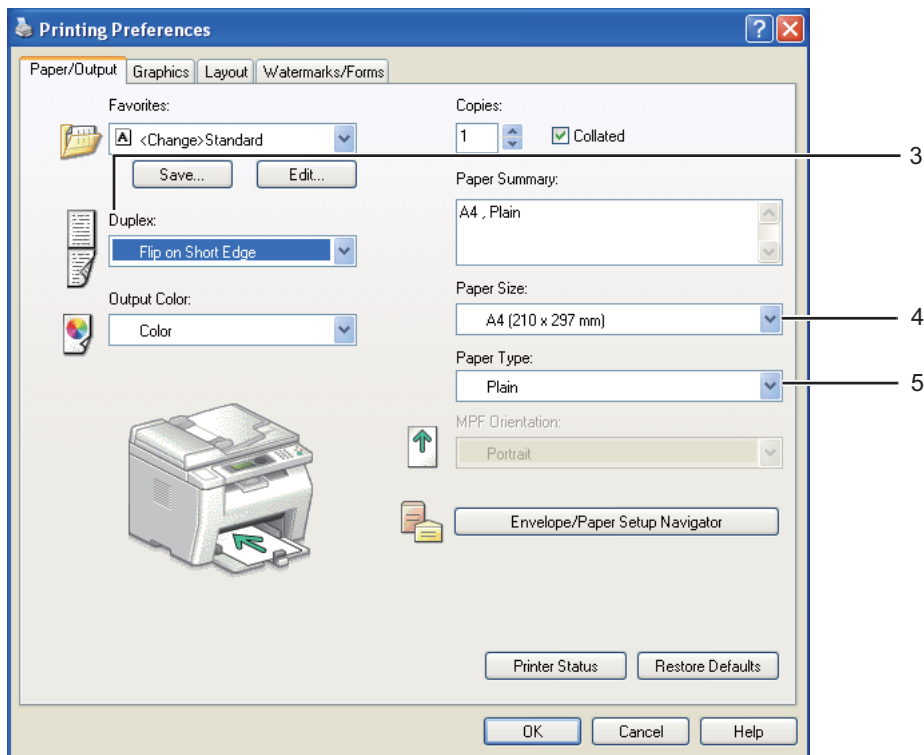 Printing Preferences
Paper/Output Graphics Layout Watermarks/Forms
Favorites:
A <Change>Standard
Save... Edit...
Duplex:
Flip on Short Edge
Output Color:
Color
Copies:
1 Collated
3
Paper Summary:
A4 , Plain
Paper Size:
A4 (210 x 297 mm)
4
Paper Type:
Plain
5
MPF Orientation:
Portrait
Envelope/Paper Setup Navigator
Printer Status Restore Defaults
OK Cancel Help